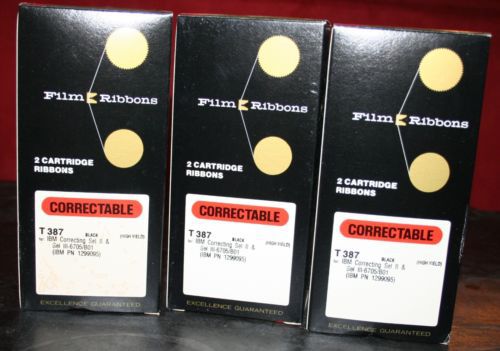 Film Ribbons
2 CARTRIDGE
RIBBONS
CORRECTABLE
T 387 BLACK (HIGH YIELD)
for IBM Correcting Sel II &
Sel III-6705/B01
(IBM PN 1299095)
EXCELLENCE GUARANTEED
Film Ribbons
2 CARTRIDGE
RIBBONS
CORRECTABLE
T 387 BLACK (HIGH YIELD)
for IBM Correcting Sel II &
Sel III-6705/B01
(IBM PN 1299095)
EXCELLENCE GUARANTEED
Film Ribbons
2 CARTRIDGE
RIBBONS
CORRECTABLE
T 387 BLACK (HIGH YIELD)
for IBM Correcting Sel II &
Sel III-6705/B01
(IBM PN 1299095)
EXCELLENCE GUARANTEED